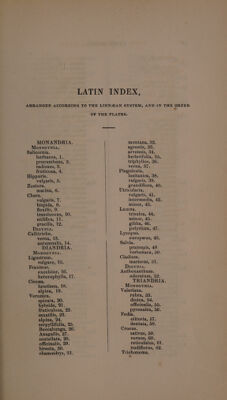 LATIN INDEX,
ARRANGED ACCORDING TO THE LINNÆAN SYSTEM, AND IN THE ORDER
OF THE PLATES.
MONANDRIA.
MONOGYNIA.
Salicornia.
herbacea, 1.
procumbens, 2.
radicans, 3.
fruticosa, 4.
Hippuris.
vulgaris, 5.
Zostera.
marina, 6.
Chara.
vulgaris, 7.
hispida, 8.
flexilis, 9.
translucens, 10.
nidifica, 11.
gracilis, 12.
DIGYNIA.
Callitriche.
verna, 13.
autumnalis, 14.
DIANDRIA.
MONOGYNIA.
Ligustrum.
vulgare, 15.
Fraxinus.
excelsior, 16.
heterophylla, 17.
Circæa.
lutetiana, 18.
alpina, 19.
Veronica.
spicata, 20.
hybrida, 21.
fruticulosa, 22.
saxatilis, 23.
alpina, 24.
serpyllifolia, 25.
Beccabunga, 26.
Anagallis, 27.
scutellata, 28.
officinalis, 29.
hirsuta, 30.
chamædrys, 31.
montana, 32.
agrestis, 33.
arvensis, 34.
hederifolia, 35.
triphyllos, 36.
verna, 37.
Pinguicula.
lusitanica, 38.
vulgaris, 39.
grandiflora, 40.
Utricularia.
vulgaris, 41.
intermedia, 42.
minor, 43.
Lemna.
trisulca, 44.
minor, 45.
gibba, 46.
polyrhiza, 47.
Lycopus.
europæus, 48.
Salvia.
pratensis, 49.
verbenaca, 50.
Cladium.
mariscus, 51.
DIGYNIA.
Anthoxanthum.
odoratum, 52.
TRIANDRIA.
MONOGYNIA.
Valeriana.
rubra, 53.
dioica, 54.
officinalis, 55.
pyrenaica, 56.
Fedia.
olitoria, 57.
dentata, 58.
Crocus.
sativus, 59.
vernus, 60.
reticulatus, 61.
nudiflorus, 62.
Trichonema.